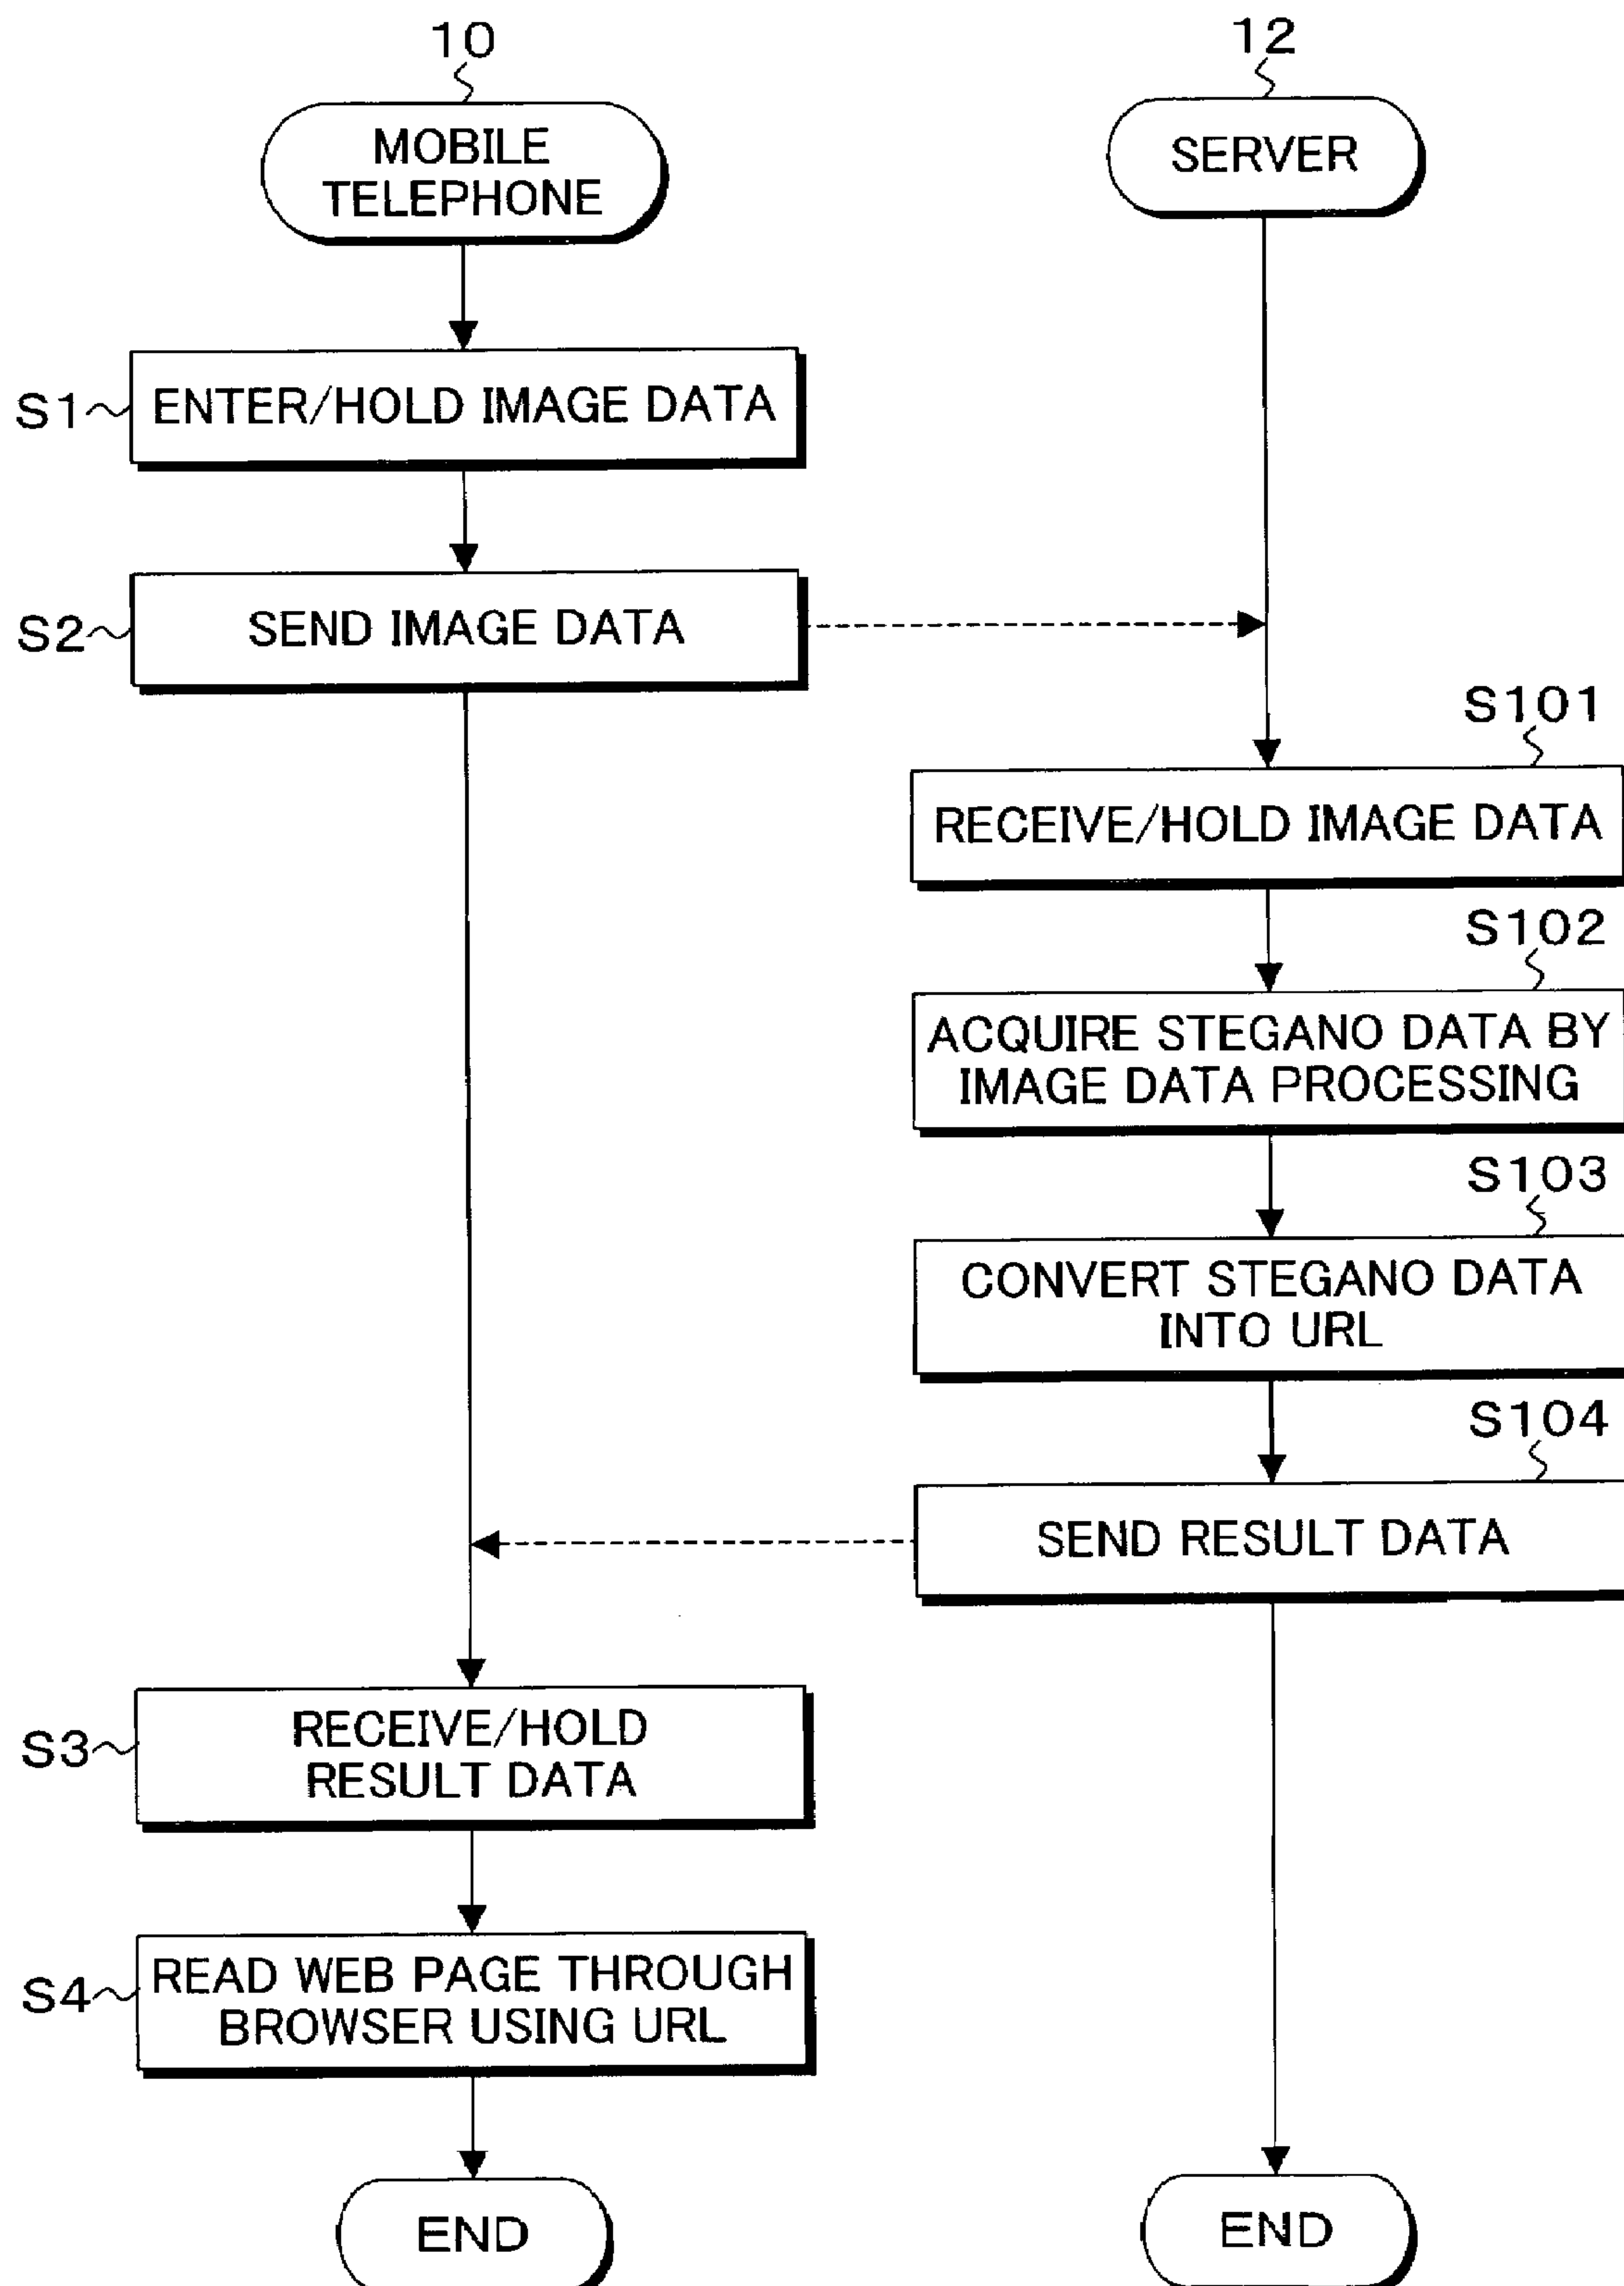 10
12
MOBILE
TELEPHONE
SERVER
S1
ENTER/HOLD IMAGE DATA
S2
SEND IMAGE DATA
S101
RECEIVE/HOLD IMAGE DATA
S102
ACQUIRE STEGANO DATA BY
IMAGE DATA PROCESSING
S103
CONVERT STEGANO DATA
INTO URL
S104
SEND RESULT DATA
S3
RECEIVE/HOLD
RESULT DATA
S4
READ WEB PAGE THROUGH
BROWSER USING URL
END
END